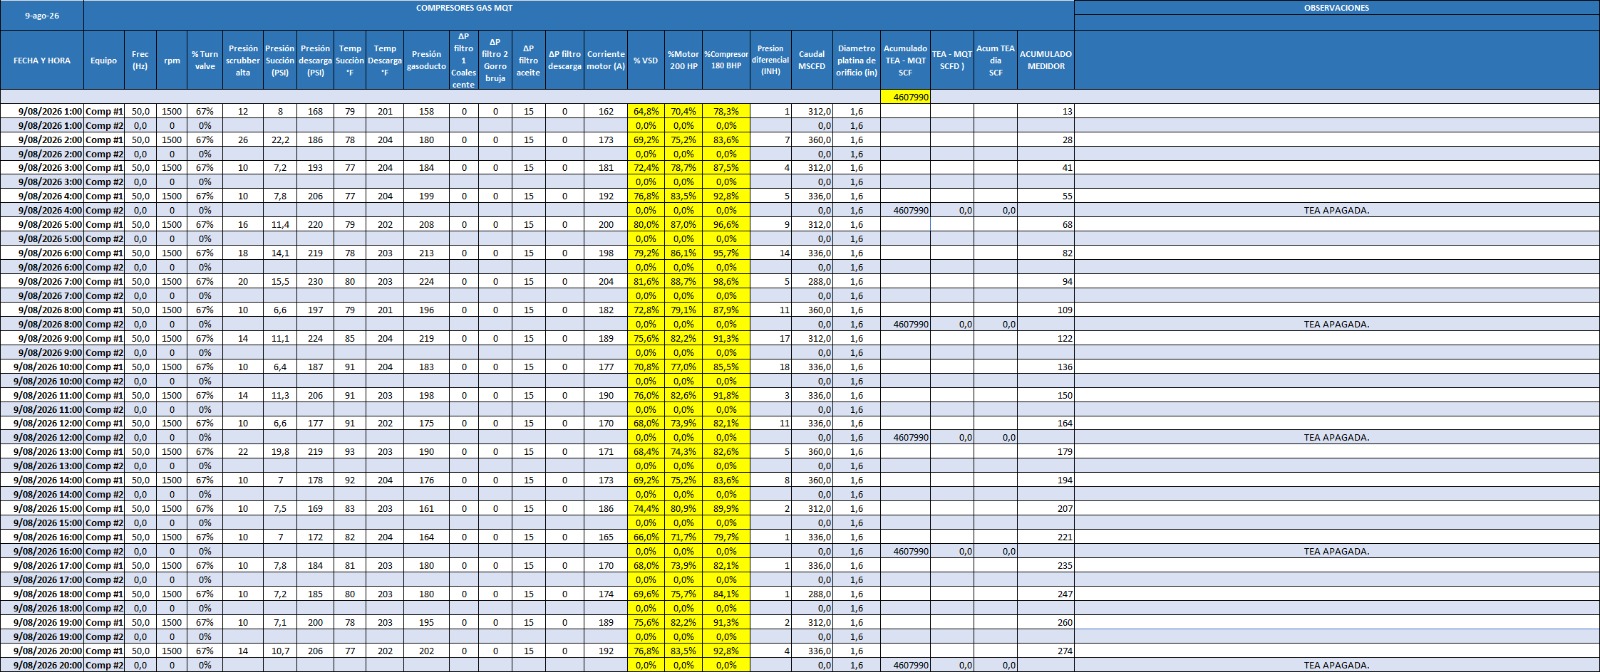 9-ago-26 COMPRESORES GAS MQT OBSERVACIONES
FECHA Y HORA Equipo Frec (Hz) rpm % Turn valve Presión scrubber alta Presión Succión (PSI) Presión descarga (PSI) Temp Succión °F Temp Descarga °F Presión gasoducto ΔP filtro 1 Coales cente ΔP filtro 2 Gorro bruja ΔP filtro aceite ΔP filtro descarga Corriente motor (A) % VSD %Motor 200 HP %Compresor 180 BHP Presion diferencial (INH) Caudal MSCFD Diametro platina de orificio (in) Acumulado TEA - MQT SCF TEA - MQT SCFD ) Acum TEA dia SCF ACUMULADO MEDIDOR
4607990
9/08/2026 1:00 Comp #1 50,0 1500 67% 12 8 168 79 201 158 0 0 15 0 162 64,8% 70,4% 78,3% 1 312,0 1,6 13
9/08/2026 1:00 Comp #2 0,0 0 0% 0,0% 0,0% 0,0% 0,0 1,6
9/08/2026 2:00 Comp #1 50,0 1500 67% 26 22,2 186 78 204 180 0 0 15 0 173 69,2% 75,2% 83,6% 7 360,0 1,6 28
9/08/2026 2:00 Comp #2 0,0 0 0% 0,0% 0,0% 0,0% 0,0 1,6
9/08/2026 3:00 Comp #1 50,0 1500 67% 10 7,2 193 77 204 184 0 0 15 0 181 72,4% 78,7% 87,5% 4 312,0 1,6 41
9/08/2026 3:00 Comp #2 0,0 0 0% 0,0% 0,0% 0,0% 0,0 1,6
9/08/2026 4:00 Comp #1 50,0 1500 67% 10 7,8 206 77 204 199 0 0 15 0 192 76,8% 83,5% 92,8% 5 336,0 1,6 55
9/08/2026 4:00 Comp #2 0,0 0 0% 0,0% 0,0% 0,0% 0,0 1,6 4607990 0,0 0,0 TEA APAGADA.
9/08/2026 5:00 Comp #1 50,0 1500 67% 16 11,4 220 79 202 208 0 0 15 0 200 80,0% 87,0% 96,6% 9 312,0 1,6 68
9/08/2026 5:00 Comp #2 0,0 0 0% 0,0% 0,0% 0,0% 0,0 1,6
9/08/2026 6:00 Comp #1 50,0 1500 67% 18 14,1 219 78 203 213 0 0 15 0 198 79,2% 86,1% 95,7% 14 336,0 1,6 82
9/08/2026 6:00 Comp #2 0,0 0 0% 0,0% 0,0% 0,0% 0,0 1,6
9/08/2026 7:00 Comp #1 50,0 1500 67% 20 15,5 230 80 203 224 0 0 15 0 204 81,6% 88,7% 98,6% 5 288,0 1,6 94
9/08/2026 7:00 Comp #2 0,0 0 0% 0,0% 0,0% 0,0% 0,0 1,6
9/08/2026 8:00 Comp #1 50,0 1500 67% 10 6,6 197 79 201 196 0 0 15 0 182 72,8% 79,1% 87,9% 11 360,0 1,6 109
9/08/2026 8:00 Comp #2 0,0 0 0% 0,0% 0,0% 0,0% 0,0 1,6 4607990 0,0 0,0 TEA APAGADA.
9/08/2026 9:00 Comp #1 50,0 1500 67% 14 11,1 224 85 204 219 0 0 15 0 189 75,6% 82,2% 91,3% 17 312,0 1,6 122
9/08/2026 9:00 Comp #2 0,0 0 0% 0,0% 0,0% 0,0% 0,0 1,6
9/08/2026 10:00 Comp #1 50,0 1500 67% 10 6,4 187 91 204 183 0 0 15 0 177 70,8% 77,0% 85,5% 18 336,0 1,6 136
9/08/2026 10:00 Comp #2 0,0 0 0% 0,0% 0,0% 0,0% 0,0 1,6
9/08/2026 11:00 Comp #1 50,0 1500 67% 14 11,3 206 91 203 198 0 0 15 0 190 76,0% 82,6% 91,8% 3 336,0 1,6 150
9/08/2026 11:00 Comp #2 0,0 0 0% 0,0% 0,0% 0,0% 0,0 1,6
9/08/2026 12:00 Comp #1 50,0 1500 67% 10 6,6 177 91 202 175 0 0 15 0 170 68,0% 73,9% 82,1% 11 336,0 1,6 164
9/08/2026 12:00 Comp #2 0,0 0 0% 0,0% 0,0% 0,0% 0,0 1,6 4607990 0,0 0,0 TEA APAGADA.
9/08/2026 13:00 Comp #1 50,0 1500 67% 22 19,8 219 93 203 190 0 0 15 0 171 68,4% 74,3% 82,6% 5 360,0 1,6 179
9/08/2026 13:00 Comp #2 0,0 0 0% 0,0% 0,0% 0,0% 0,0 1,6
9/08/2026 14:00 Comp #1 50,0 1500 67% 10 7 178 92 204 176 0 0 15 0 173 69,2% 75,2% 83,6% 8 360,0 1,6 194
9/08/2026 14:00 Comp #2 0,0 0 0% 0,0% 0,0% 0,0% 0,0 1,6
9/08/2026 15:00 Comp #1 50,0 1500 67% 10 7,5 169 83 203 161 0 0 15 0 186 74,4% 80,9% 89,9% 2 312,0 1,6 207
9/08/2026 15:00 Comp #2 0,0 0 0% 0,0% 0,0% 0,0% 0,0 1,6
9/08/2026 16:00 Comp #1 50,0 1500 67% 10 7 172 82 204 164 0 0 15 0 165 66,0% 71,7% 79,7% 1 336,0 1,6 221
9/08/2026 16:00 Comp #2 0,0 0 0% 0,0% 0,0% 0,0% 0,0 1,6 4607990 0,0 0,0 TEA APAGADA.
9/08/2026 17:00 Comp #1 50,0 1500 67% 10 7,8 184 81 203 180 0 0 15 0 170 68,0% 73,9% 82,1% 1 336,0 1,6 235
9/08/2026 17:00 Comp #2 0,0 0 0% 0,0% 0,0% 0,0% 0,0 1,6
9/08/2026 18:00 Comp #1 50,0 1500 67% 10 7,2 185 80 203 180 0 0 15 0 174 69,6% 75,7% 84,1% 1 288,0 1,6 247
9/08/2026 18:00 Comp #2 0,0 0 0% 0,0% 0,0% 0,0% 0,0 1,6
9/08/2026 19:00 Comp #1 50,0 1500 67% 10 7,1 200 78 203 195 0 0 15 0 189 75,6% 82,2% 91,3% 2 312,0 1,6 260
9/08/2026 19:00 Comp #2 0,0 0 0% 0,0% 0,0% 0,0% 0,0 1,6
9/08/2026 20:00 Comp #1 50,0 1500 67% 14 10,7 206 77 202 202 0 0 15 0 192 76,8% 83,5% 92,8% 4 336,0 1,6 274
9/08/2026 20:00 Comp #2 0,0 0 0% 0,0% 0,0% 0,0% 0,0 1,6 4607990 0,0 0,0 TEA APAGADA.